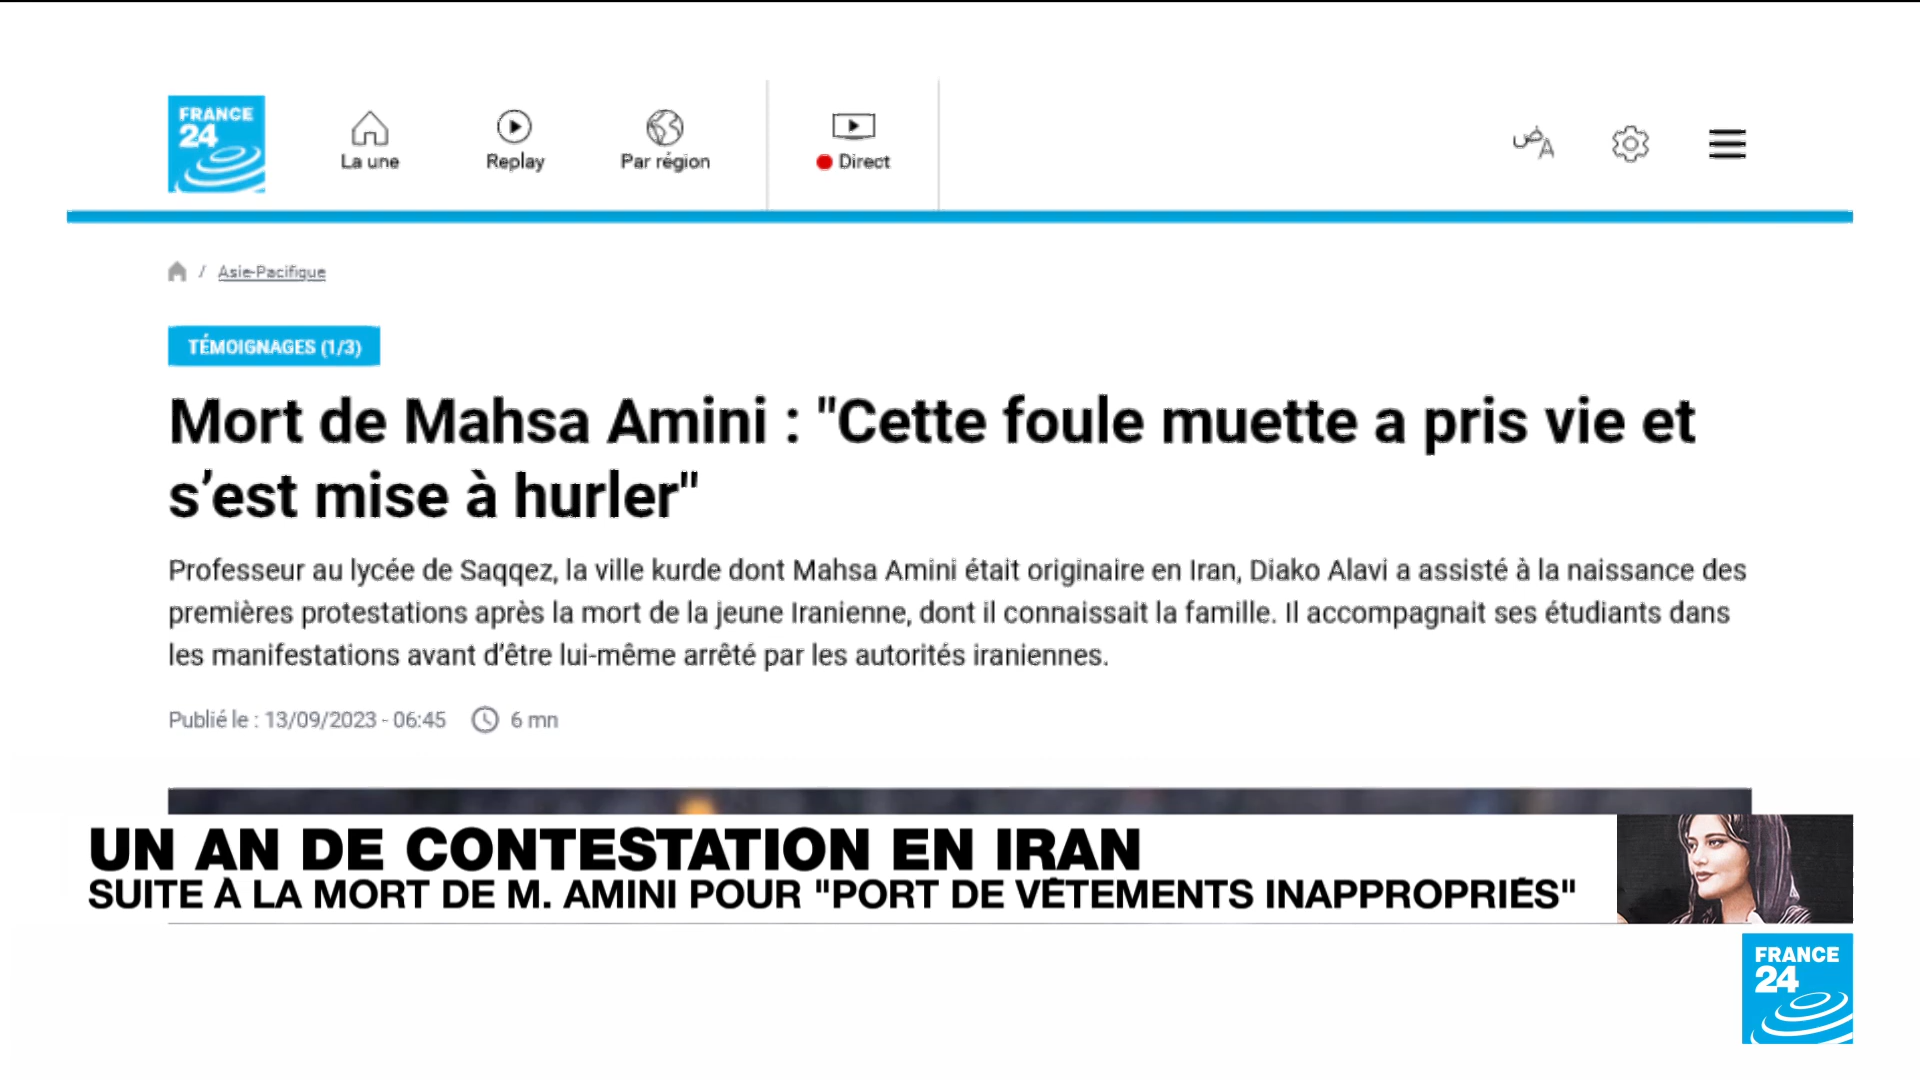 FRANCE
24
La une
Replay
Par région
Direct
ض
A
/ Asie-Pacifique
TÉMOIGNAGES (1/3)
Mort de Mahsa Amini : "Cette foule muette a pris vie et
s’est mise à hurler"
Professeur au lycée de Saqqez, la ville kurde dont Mahsa Amini était originaire en Iran, Diako Alavi a assisté à la naissance des
premières protestations après la mort de la jeune Iranienne, dont il connaissait la famille. Il accompagnait ses étudiants dans
les manifestations avant d’être lui-même arrêté par les autorités iraniennes.
Publié le : 13/09/2023 - 06:45 6 mn
UN AN DE CONTESTATION EN IRAN
SUITE À LA MORT DE M. AMINI POUR "PORT DE VÊTEMENTS INAPPROPRIÉS"
FRANCE
24